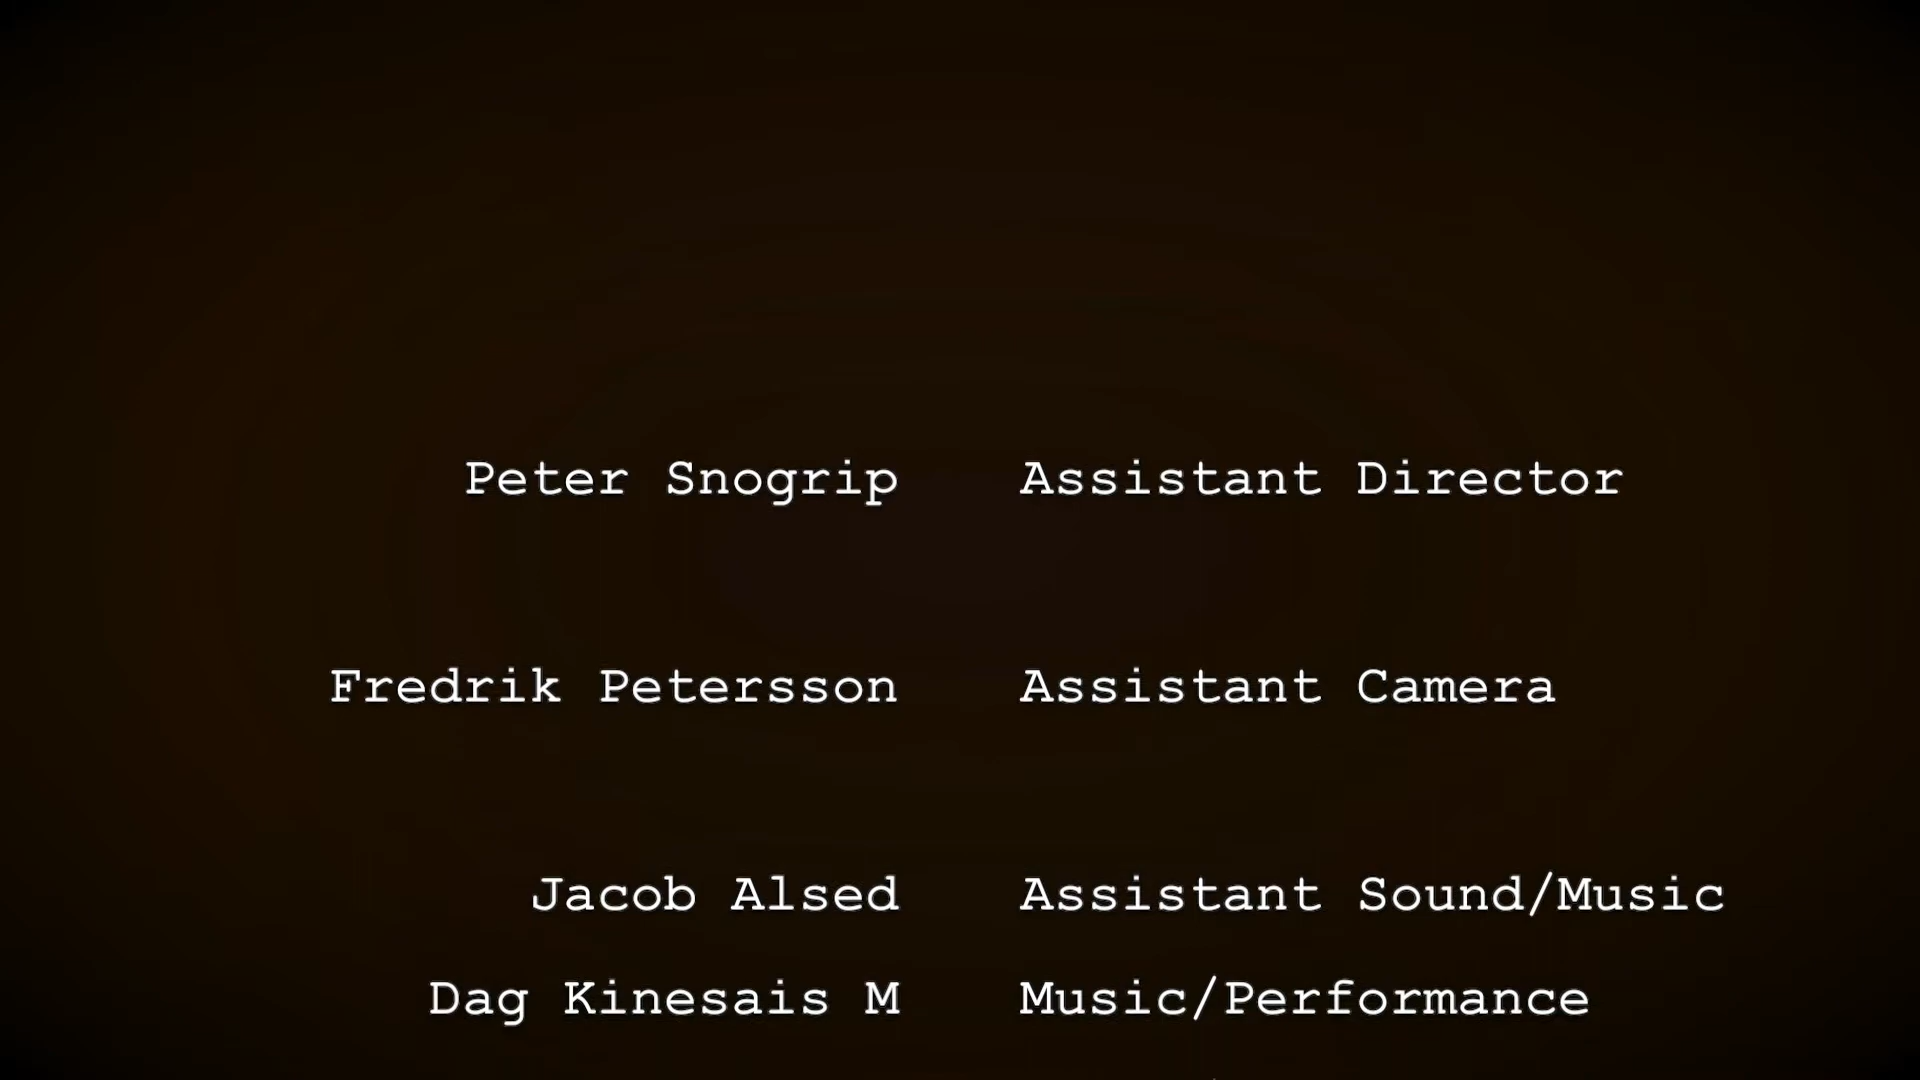 Peter Snogrip Assistant Director
Fredrik Petersson Assistant Camera
Jacob Alsed Assistant Sound/Music
Dag Kinesais M Music/Performance